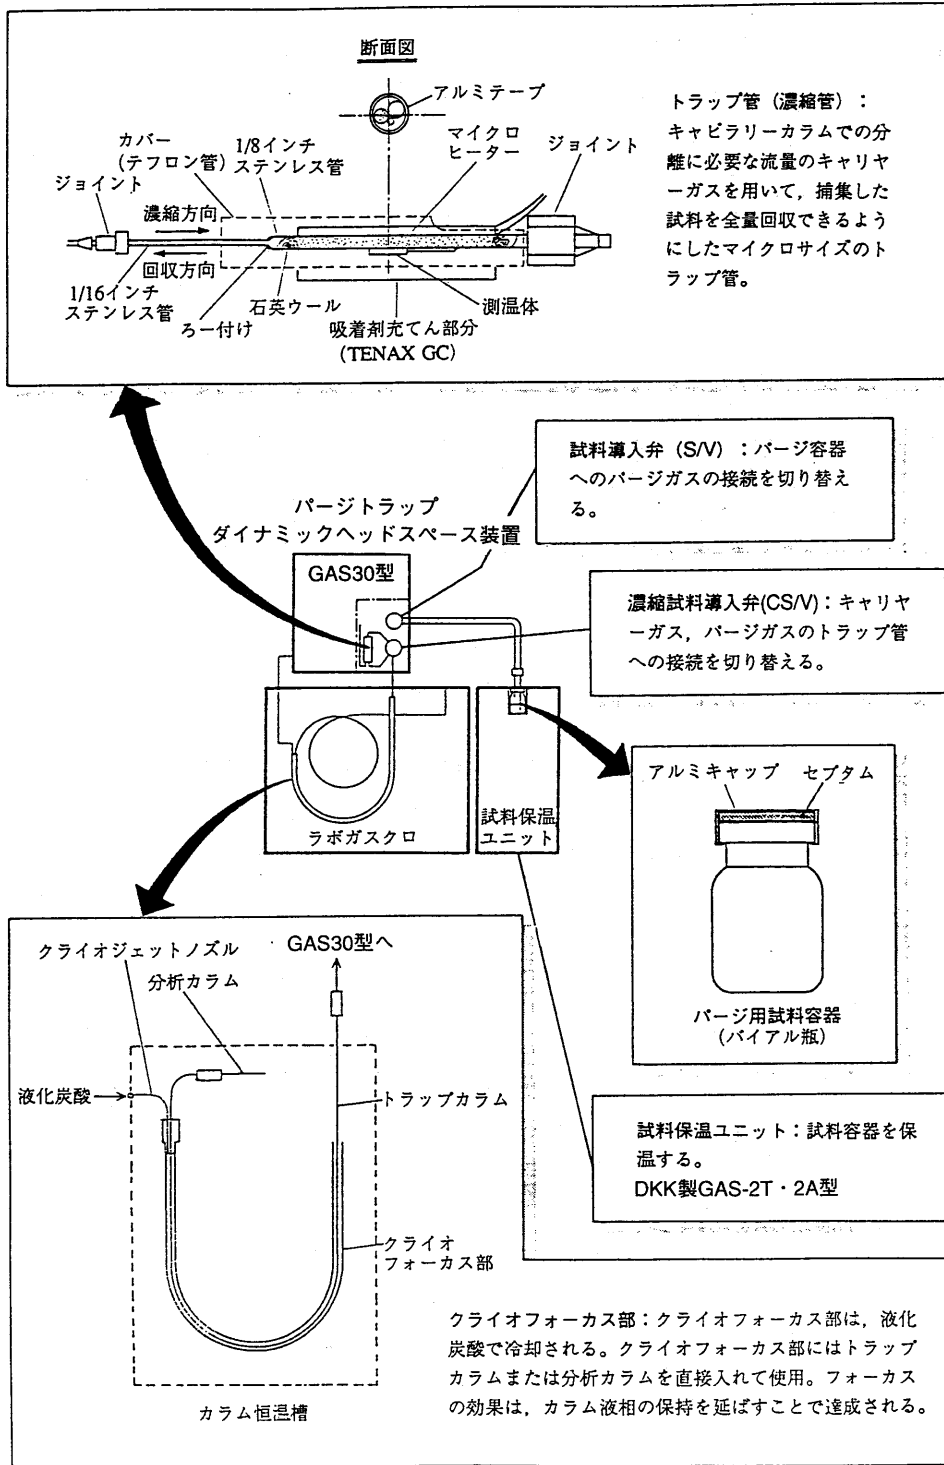 断面図
アルミテープ
カバー
(テフロン管)
1/8インチ
ステンレス管
マイクロ
ヒーター
ジョイント
ジョイント
濃縮方向
回収方向
1/16インチ
ステンレス管
ろー付け
石英ウール
測温体
吸着剤充てん部分
(TENAX GC)
トラップ管（濃縮管）：
キャピラリーカラムでの分
離に必要な流量のキャリヤ
ーガスを用いて，捕集した
試料を全量回収できるよう
にしたマイクロサイズのト
ラップ管。
試料導入弁（S/V）：パージ容器
へのパージガスの接続を切り替え
る。
パージトラップ
ダイナミックヘッドスペース装置
GAS30型
濃縮試料導入弁(CS/V)：キャリヤ
ーガス，パージガスのトラップ管
への接続を切り替える。
ラボガスクロ
試料保温
ユニット
アルミキャップ
セプタム
パージ用試料容器
(バイアル瓶)
クライオジェットノズル
GAS30型へ
分析カラム
液化炭酸
トラップカラム
クライオ
フォーカス部
カラム恒温槽
試料保温ユニット：試料容器を保
温する。
DKK製GAS-2T・2A型
クライオフォーカス部：クライオフォーカス部は，液化
炭酸で冷却される。クライオフォーカス部にはトラップ
カラムまたは分析カラムを直接入れて使用。フォーカス
の効果は，カラム液相の保持を延ばすことで達成される。